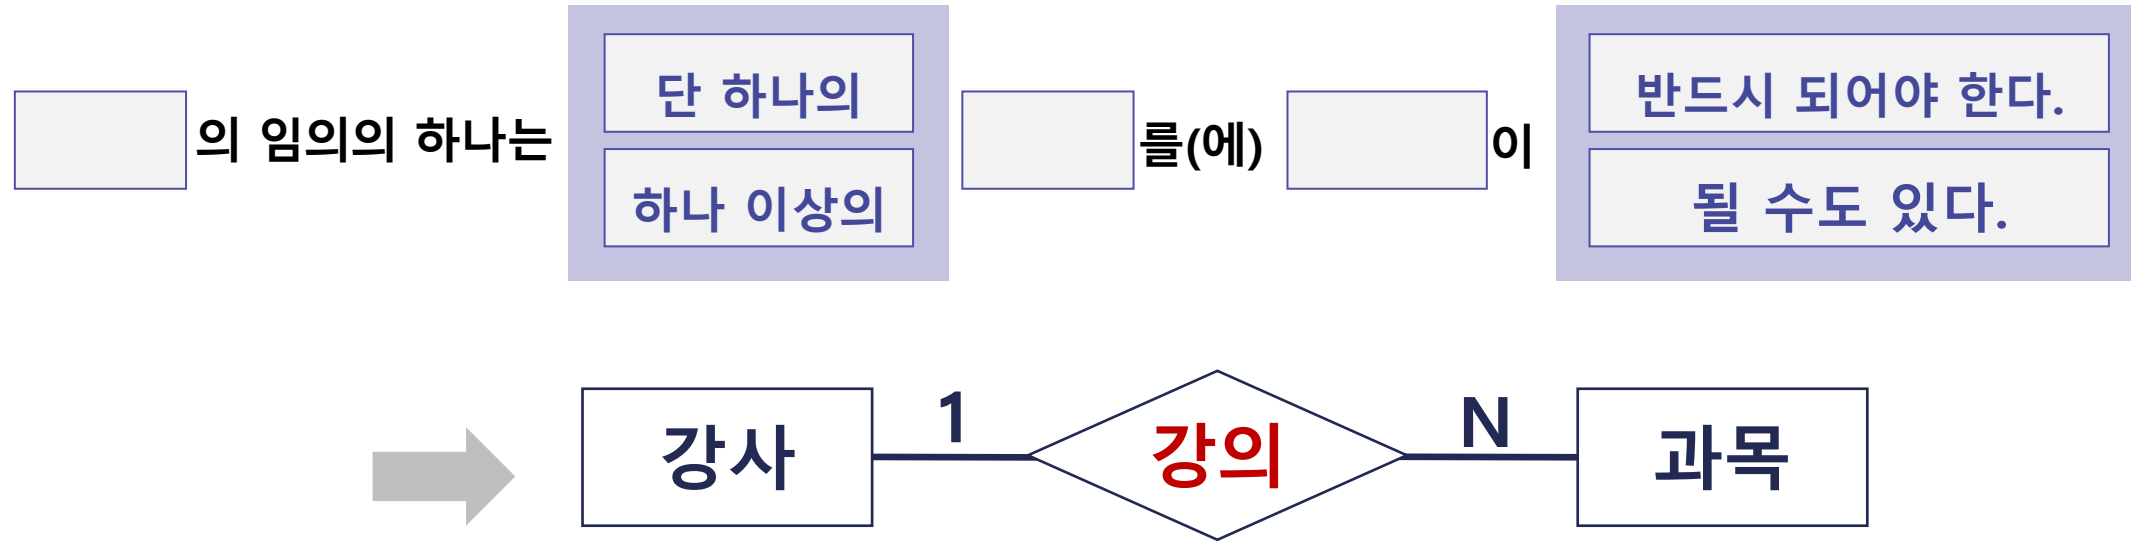 의 임의의 하나는
단 하나의
하나 이상의
를(에)
이
반드시 되어야 한다.
될 수도 있다.
강사
1
강의
N
과목